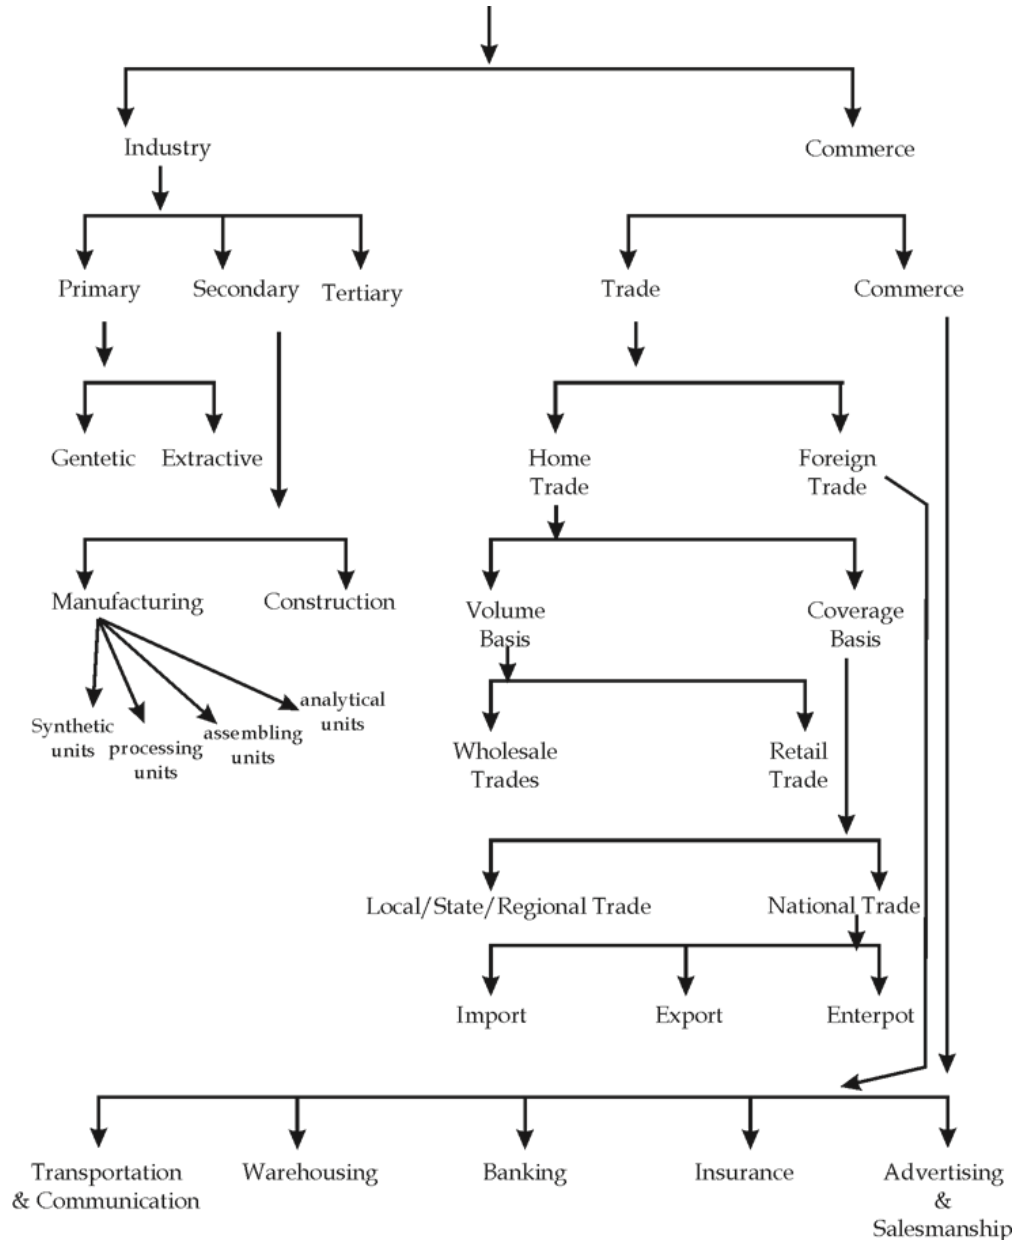 Industry
Commerce
Primary
Secondary
Tertiary
Trade
Commerce
Gentetic
Extractive
Home
Trade
Foreign
Trade
Manufacturing
Construction
Volume
Basis
Coverage
Basis
Synthetic
units
processing
units
assembling
units
analytical
units
Wholesale
Trades
Retail
Trade
Local/State/Regional Trade
National Trade
Import
Export
Enterpot
Transportation
& Communication
Warehousing
Banking
Insurance
Advertising
&
Salesmanship